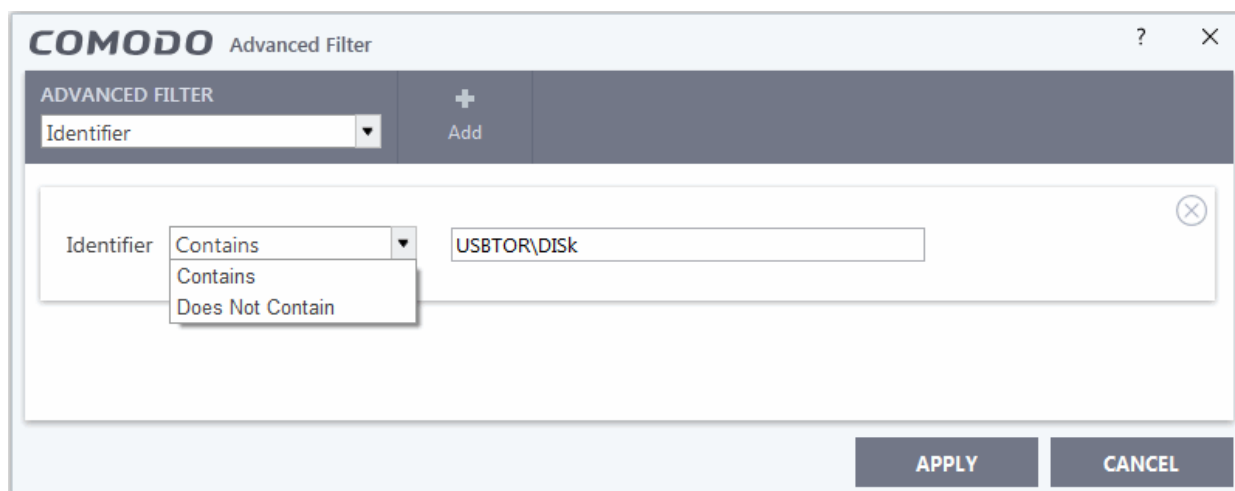 COMODO Advanced Filter ? ×
ADVANCED FILTER
Identifier
Add
Identifier Contains USBTOR\DISk
Contains
Does Not Contain
APPLY CANCEL